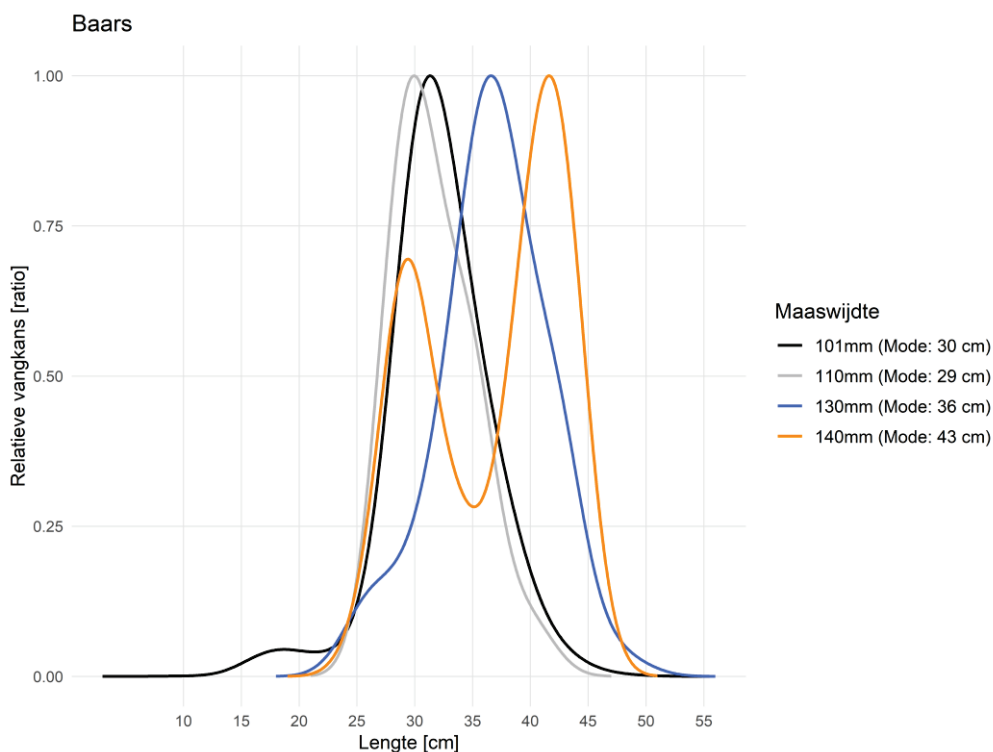 Baars
1.00
0.75
0.50
0.25
0.00
Relatieve vangkans [ratio]
10 15 20 25 30 35 40 45 50 55
Lengte [cm]
Maaswijdte
101mm (Mode: 30 cm)
110mm (Mode: 29 cm)
130mm (Mode: 36 cm)
140mm (Mode: 43 cm)